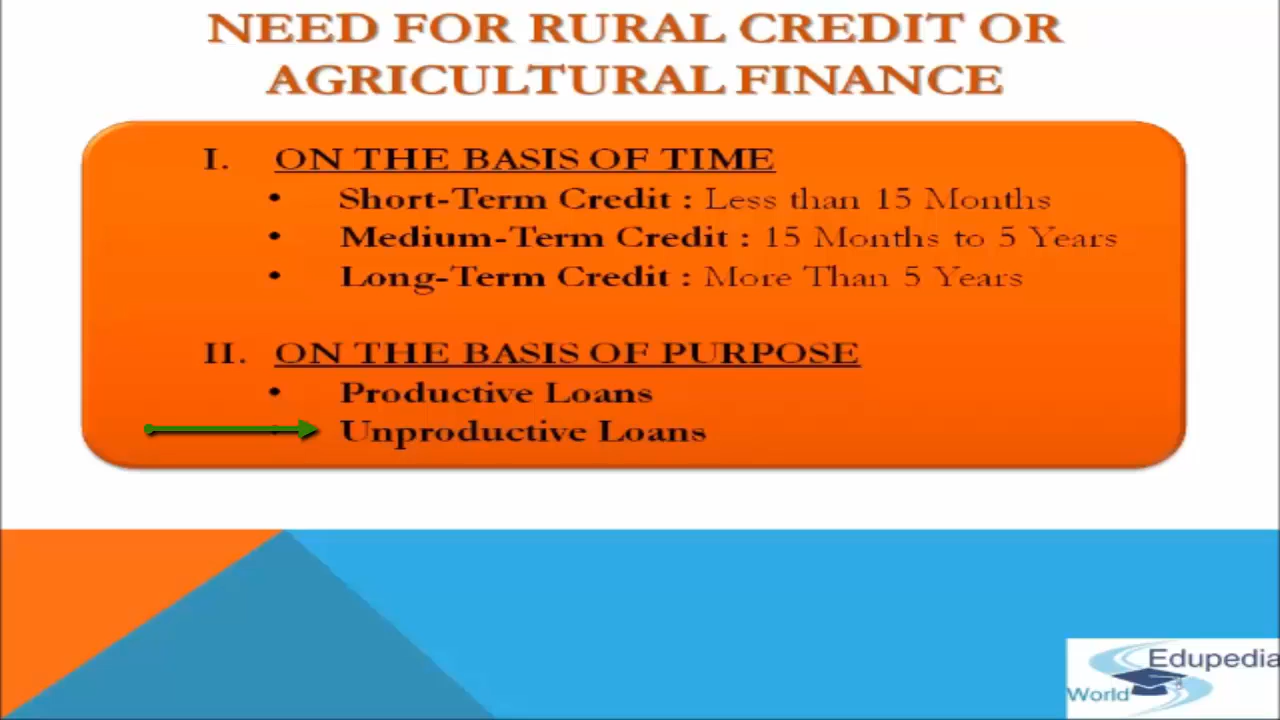 NEED FOR RURAL CREDIT OR
AGRICULTURAL FINANCE
I. ON THE BASIS OF TIME
• Short-Term Credit : Less than 15 Months
• Medium-Term Credit : 15 Months to 5 Years
• Long-Term Credit : More Than 5 Years
II. ON THE BASIS OF PURPOSE
• Productive Loans
• Unproductive Loans
Edupedia
World